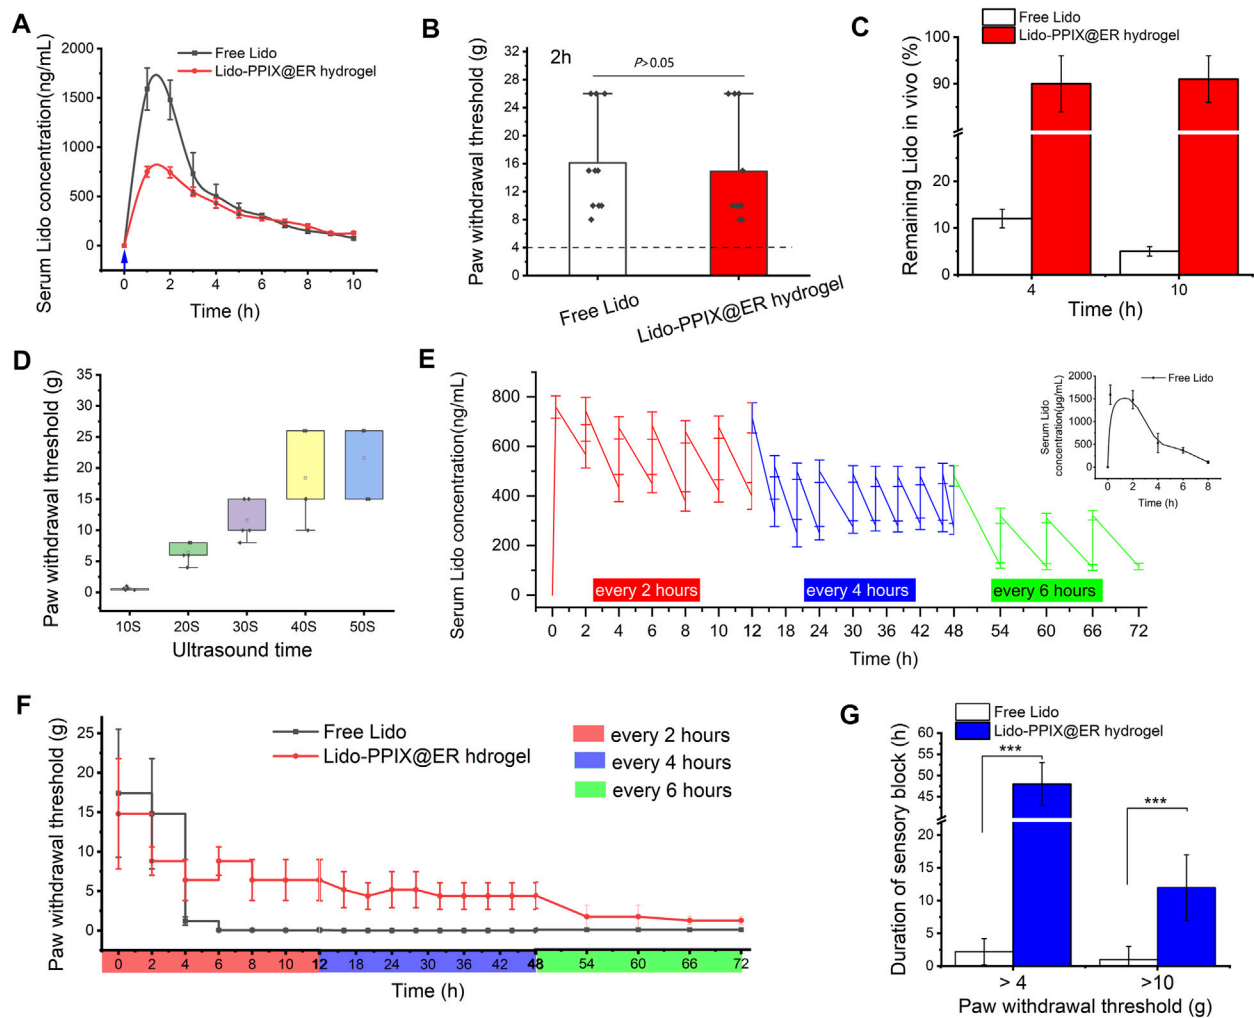 A
Serum Lido concentration(ng/mL)
2000
1500
1000
500
0
Free Lido
Lido-PPIX@ER hydrogel
0 2 4 6 8 10
Time (h)
B
Paw withdrawal threshold (g)
32
28
24
20
16
12
8
4
0
2h
P>0.05
Free Lido
Lido-PPIX@ER hydrogel
C
Remaining Lido in vivo (%)
Free Lido
Lido-PPIX@ER hydrogel
100
90
20
10
0
4 10
Time (h)
D
Paw withdrawal threshold (g)
35
30
25
20
15
10
5
0
10S 20S 30S 40S 50S
Ultrasound time
E
Serum Lido concentration(ng/mL)
800
600
400
200
0
every 2 hours
every 4 hours
every 6 hours
0 2 4 6 8 10 12 18 24 30 36 42 48 54 60 66 72
Time (h)
Serum Lido
concentration(µg/mL)
2000
1500
1000
500
0
Free Lido
0 2 4 6 8
Time (h)
F
Paw withdrawal threshold (g)
25
20
15
10
5
0
Free Lido
Lido-PPIX@ER hdrogel
every 2 hours
every 4 hours
every 6 hours
0 2 4 6 8 10 12 18 24 30 36 42 48 54 60 66 72
Time (h)
G
Duration of sensory block (h)
Free Lido
Lido-PPIX@ER hydrogel
60
55
50
45
20
15
10
5
0
***
***
> 4 >10
Paw withdrawal threshold (g)